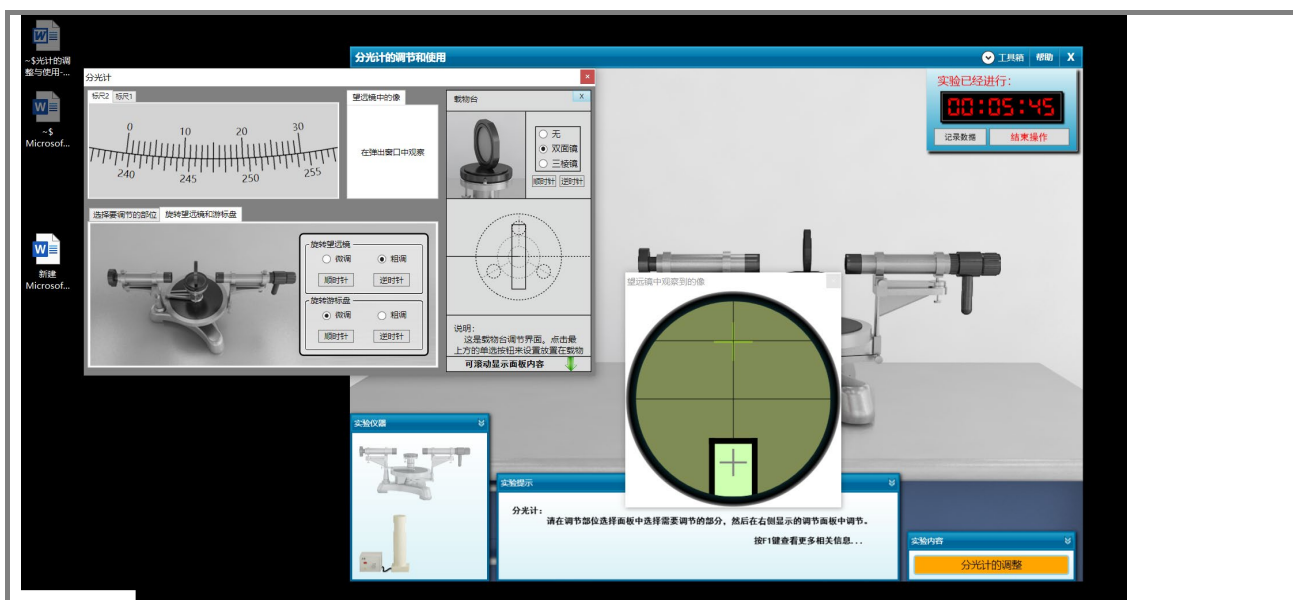 ~$光计的调
整与使用-...
~$
Microsof...
新建
Microsof...
分光计的调节和使用
工具箱 帮助 X
实验已经进行：
00:05:45
记录数据 结束操作
分光计
标尺2 标尺1
0 10 20 30
240 245 250 255
望远镜中的像
在弹出窗口中观察
载物台 X
无
双面镜
三棱镜
顺时针 逆时针
选择要调节的部位 旋转望远镜和游标盘
旋转望远镜
微调 粗调
顺时针 逆时针
旋转游标盘
微调 粗调
顺时针 逆时针
说明：
这是载物台调节界面。点击最
上方的单选按钮来设置放置在载物
可滚动显示面板内容
望远镜中观察到的像
实验仪器
实验提示
分光计：
请在调节部位选择面板中选择需要调节的部分，然后在右侧显示的调节面板中调节。
按F1键查看更多相关信息...
实验内容
分光计的调整